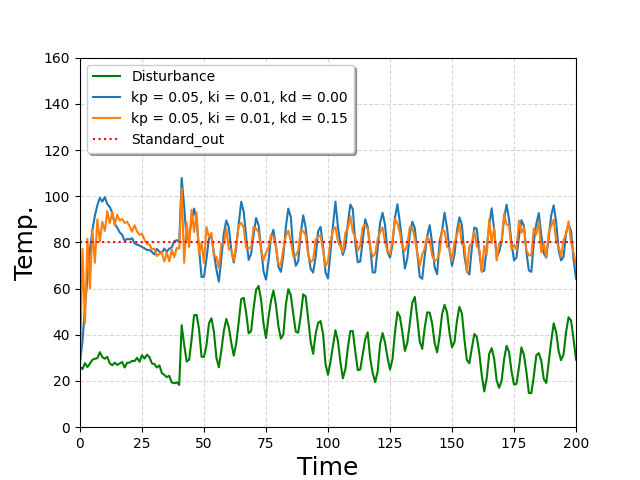 160
140
120
100
80
60
40
20
0
Temp.
Disturbance
kp = 0.05, ki = 0.01, kd = 0.00
kp = 0.05, ki = 0.01, kd = 0.15
Standard_out
0 25 50 75 100 125 150 175 200
Time